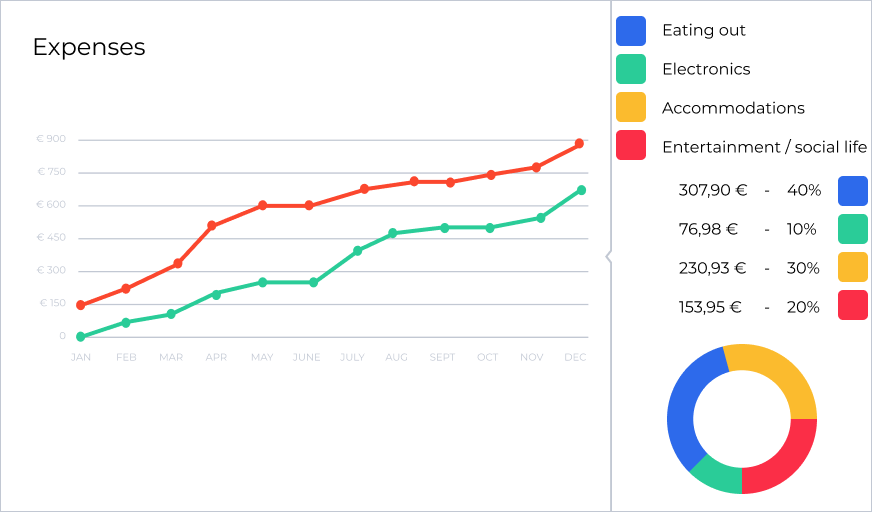 Expenses
€ 900
€ 750
€ 600
€ 450
€ 300
€ 150
0
JAN FEB MAR APR MAY JUNE JULY AUG SEPT OCT NOV DEC
Eating out
Electronics
Accommodations
Entertainment / social life
307,90 € - 40%
76,98 € - 10%
230,93 € - 30%
153,95 € - 20%